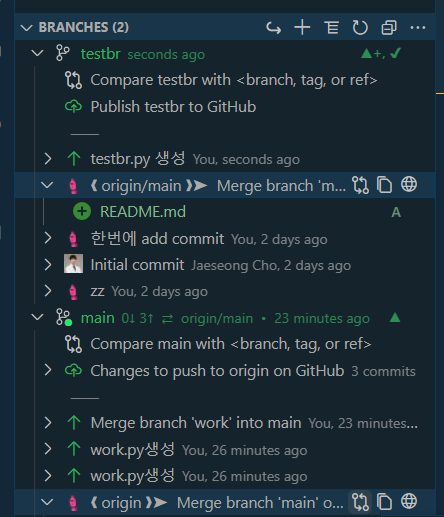 BRANCHES (2)
testbr seconds ago
Compare testbr with <branch, tag, or ref>
Publish testbr to GitHub
testbr.py 생성 You, seconds ago
origin/main Merge branch 'm...
README.md A
한번에 add commit You, 2 days ago
Initial commit Jaeseong Cho, 2 days ago
zz You, 2 days ago
main 0↓ 3↑ ⇄ origin/main • 23 minutes ago
Compare main with <branch, tag, or ref>
Changes to push to origin on GitHub 3 commits
Merge branch 'work' into main You, 23 minutes...
work.py생성 You, 26 minutes ago
work.py생성 You, 26 minutes ago
origin Merge branch 'main' o...